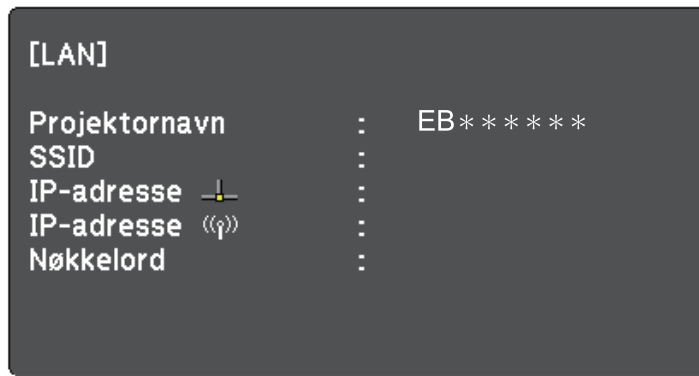 [LAN]
Projektornavn : EB******
SSID :
IP-adresse :
IP-adresse :
Nøkkelord :